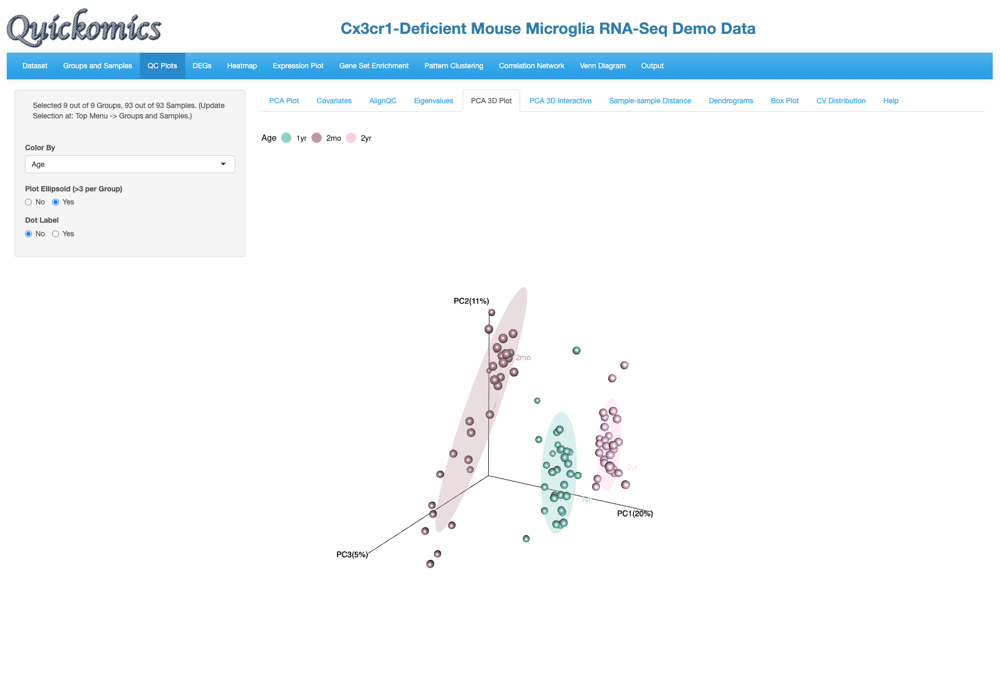 Quickomics
Cx3cr1-Deficient Mouse Microglia RNA-Seq Demo Data
Dataset Groups and Samples QC Plots DEGs Heatmap Expression Plot Gene Set Enrichment Pattern Clustering Correlation Network Venn Diagram Output
Selected 9 out of 9 Groups, 93 out of 93 Samples. (Update
Selection at: Top Menu -> Groups and Samples.)
Color By
Age
Plot Ellipsoid (>3 per Group)
No Yes
Dot Label
No Yes
PCA Plot Covariates AlignQC Eigenvalues PCA 3D Plot PCA 3D Interactive Sample-sample Distance Dendrograms Box Plot CV Distribution Help
Age 1yr 2mo 2yr
PC2(11%)
2mo
2yr
1yr
PC1(20%)
PC3(5%)